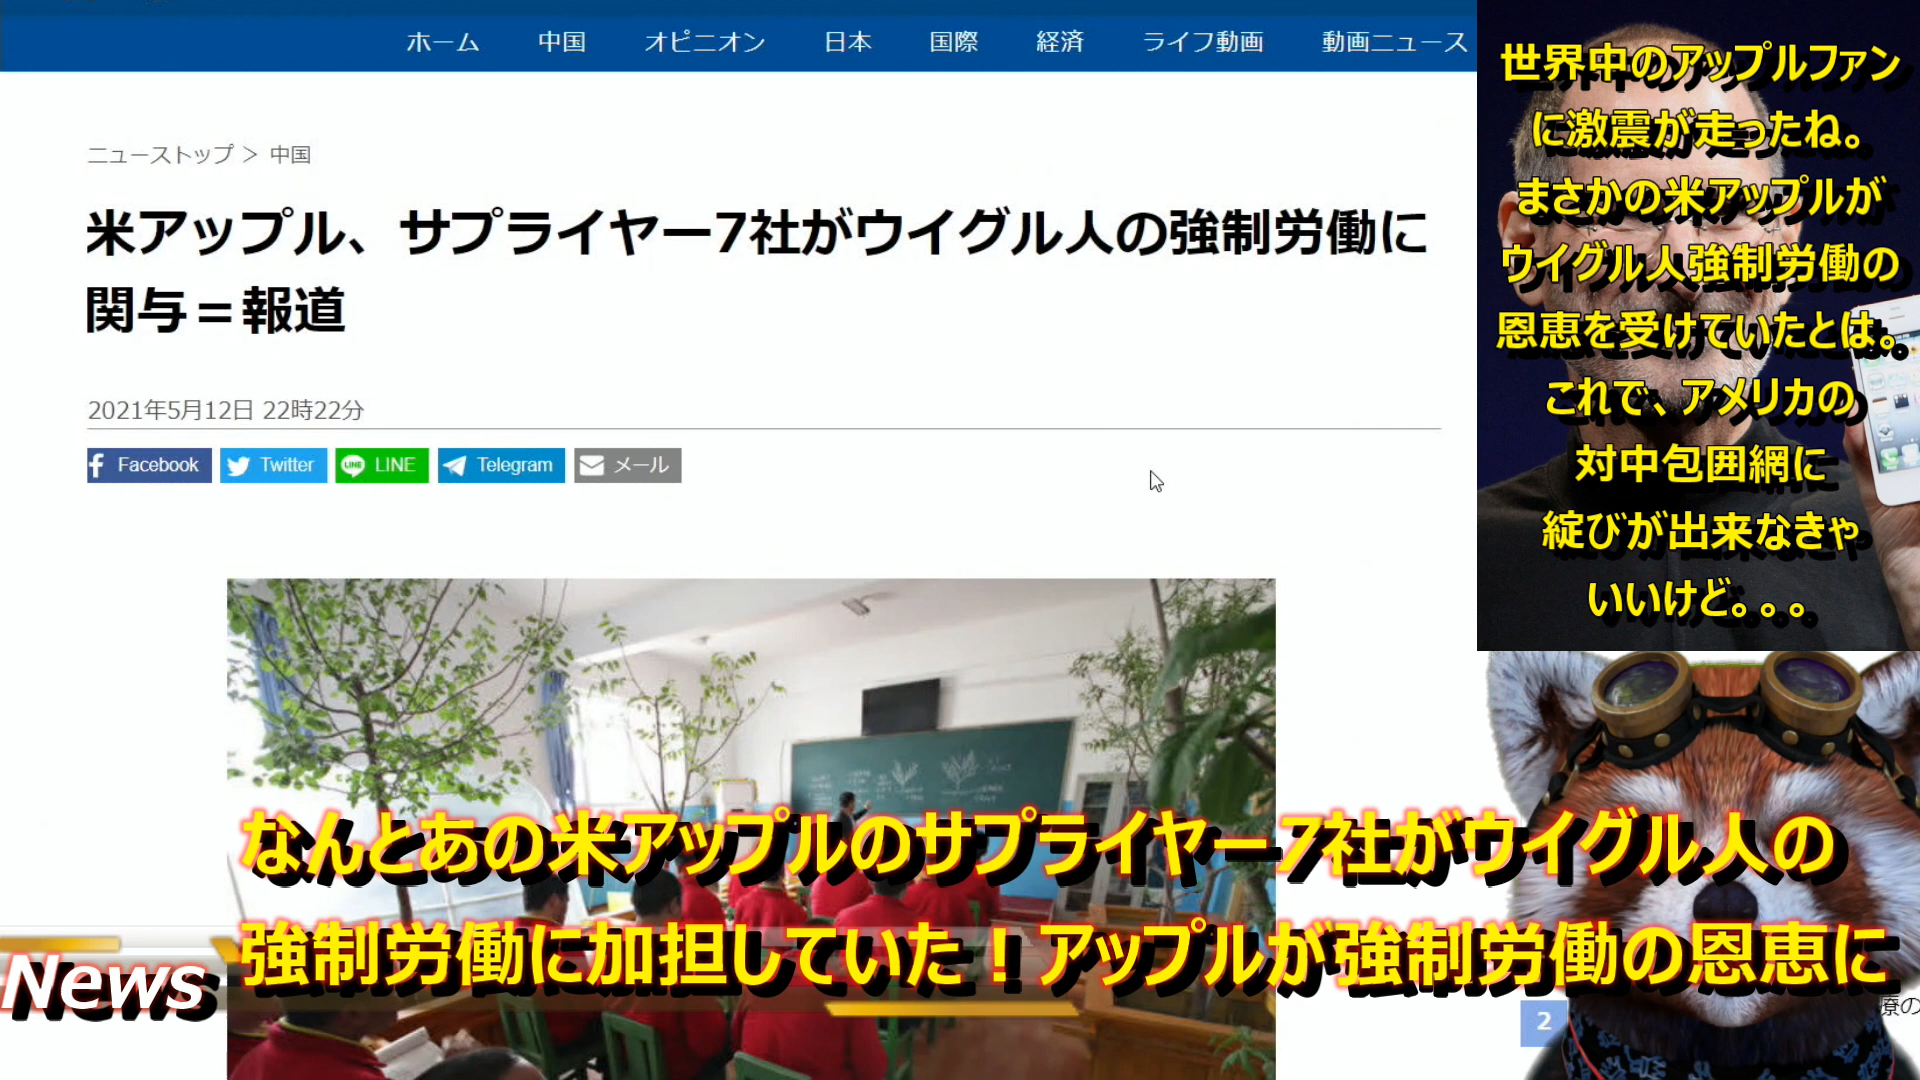 ホーム 中国 オピニオン 日本 国際 経済 ライフ動画 動画ニュース
ニューストップ ＞ 中国
米アップル、サプライヤー7社がウイグル人の強制労働に
関与＝報道
2021年5月12日 22時22分
Facebook Twitter LINE Telegram メール
世界中のアップルファン
に激震が走ったね。
まさかの米アップルが
ウイグル人強制労働の
恩恵を受けていたとは。
これで、アメリカの
対中包囲網に
綻びが出来なきゃ
いいけど。。。
なんとあの米アップルのサプライヤー7社がウイグル人の
強制労働に加担していた！アップルが強制労働の恩恵に
News
2
療の